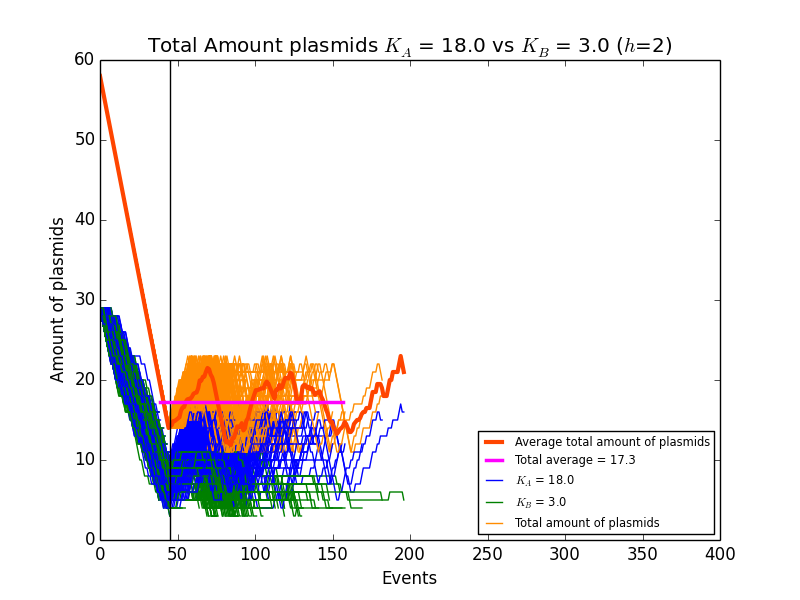 Total Amount plasmids K_A = 18.0 vs K_B = 3.0 (h=2)
60
50
40
30
20
10
0
Amount of plasmids
0 50 100 150 200 250 300 350 400
Events
Average total amount of plasmids
Total average = 17.3
K_A = 18.0
K_B = 3.0
Total amount of plasmids